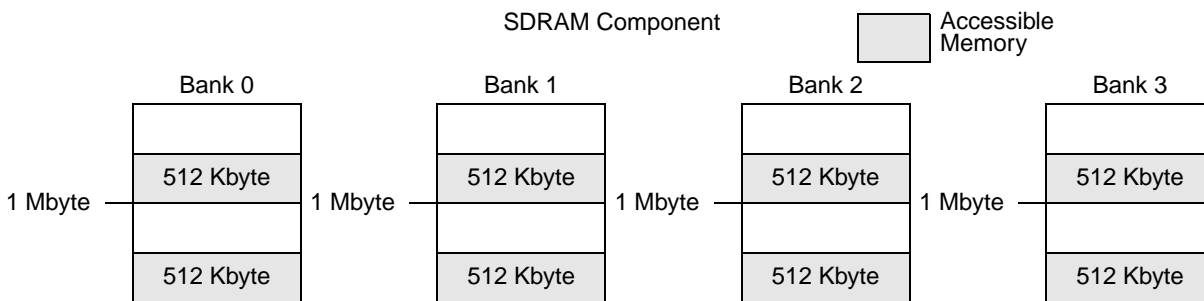 SDRAM Component
Accessible
Memory
Bank 0 Bank 1 Bank 2 Bank 3
512 Kbyte 512 Kbyte 512 Kbyte 512 Kbyte
1 Mbyte 1 Mbyte 1 Mbyte 1 Mbyte
512 Kbyte 512 Kbyte 512 Kbyte 512 Kbyte